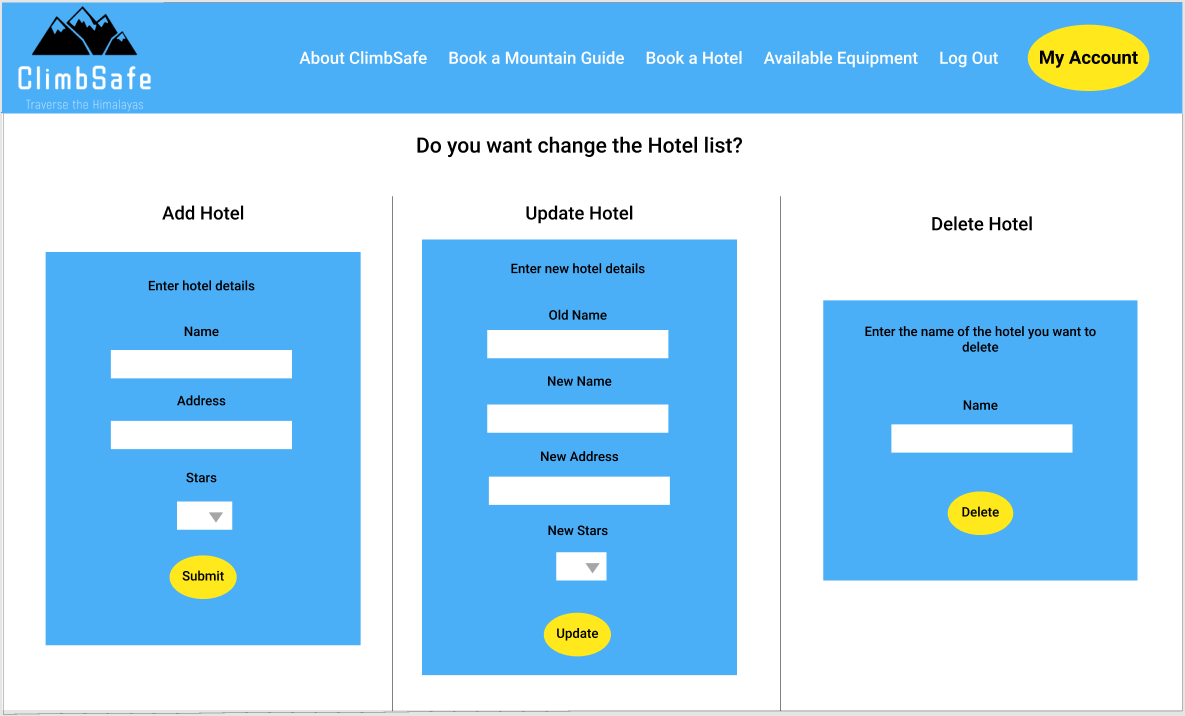 ClimbSafe
Traverse the Himalayas
About ClimbSafe
Book a Mountain Guide
Book a Hotel
Available Equipment
Log Out
My Account
Do you want change the Hotel list?
Add Hotel
Enter hotel details
Name
Address
Stars
Submit
Update Hotel
Enter new hotel details
Old Name
New Name
New Address
New Stars
Update
Delete Hotel
Enter the name of the hotel you want to
delete
Name
Delete